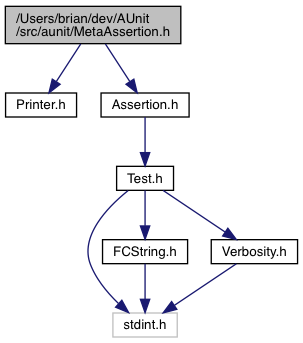 /Users/brian/dev/AUnit
/src/aunit/MetaAssertion.h
Printer.h
Assertion.h
Test.h
FCString.h
Verbosity.h
stdint.h